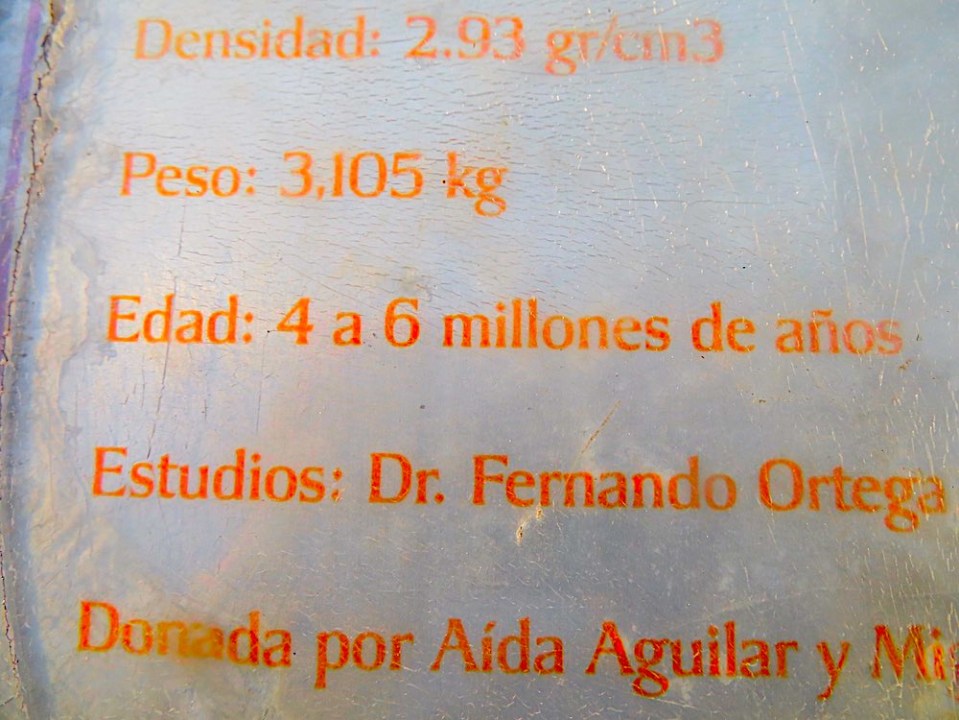 Densidad: 2.93 gr/cm3
Peso: 3,105 kg
Edad: 4 a 6 millones de años
Estudios: Dr. Fernando Ortega
Donada por Aída Aguilar y